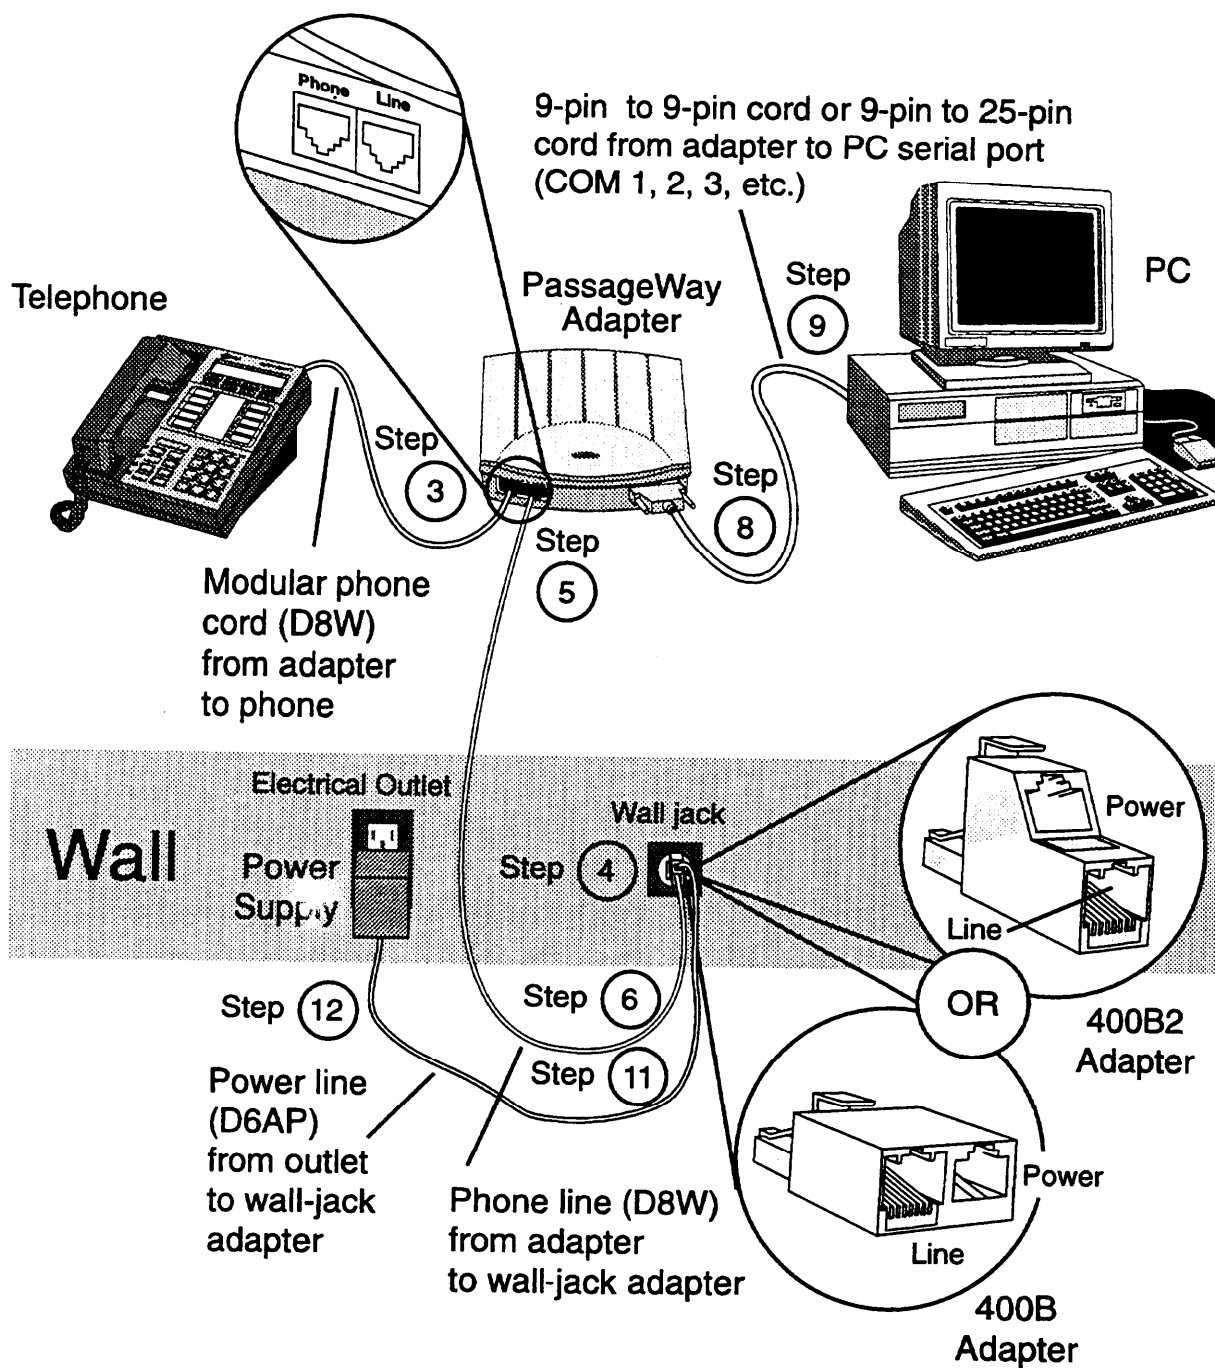 Phone Line
9-pin to 9-pin cord or 9-pin to 25-pin
cord from adapter to PC serial port
(COM 1, 2, 3, etc.)
Telephone
PassageWay
Adapter
Step
9
PC
Step
3
Step
8
Step
5
Modular phone
cord (D8W)
from adapter
to phone
Electrical Outlet
Wall jack
Wall
Power
Supply
Step 4
Power
Line
Step 12
Step 6
OR
400B2
Adapter
Step 11
Power line
(D6AP)
from outlet
to wall-jack
adapter
Phone line (D8W)
from adapter
to wall-jack adapter
Power
Line
400B
Adapter